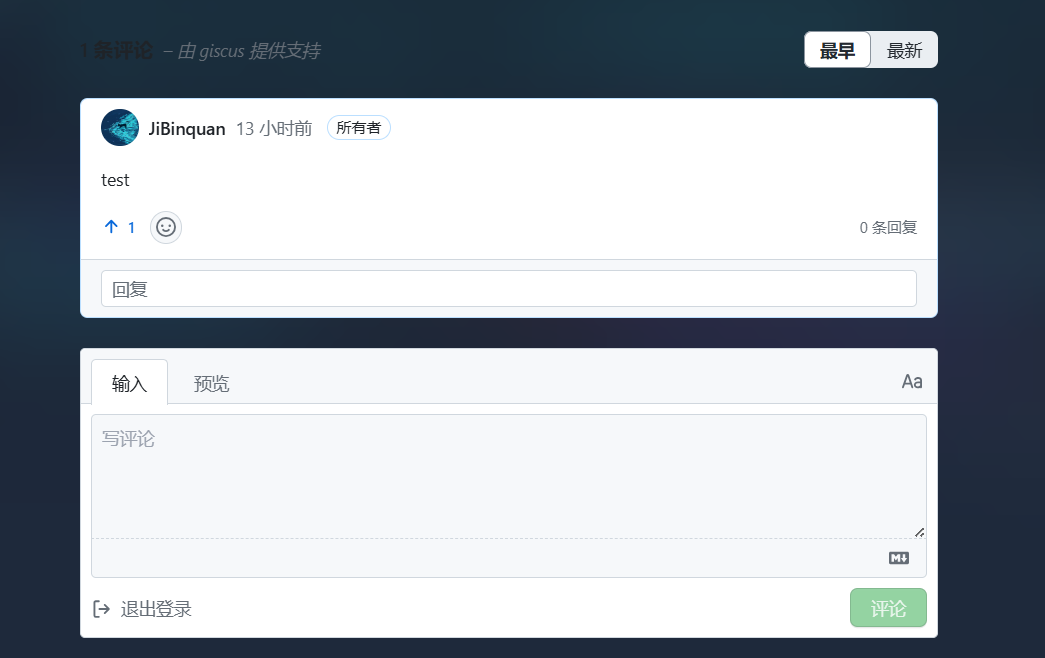 1 条评论 – 由 giscus 提供支持
最早 最新
JiBinquan 13 小时前 所有者
test
1 0 条回复
回复
输入 预览 Aa
写评论
M
退出登录 评论